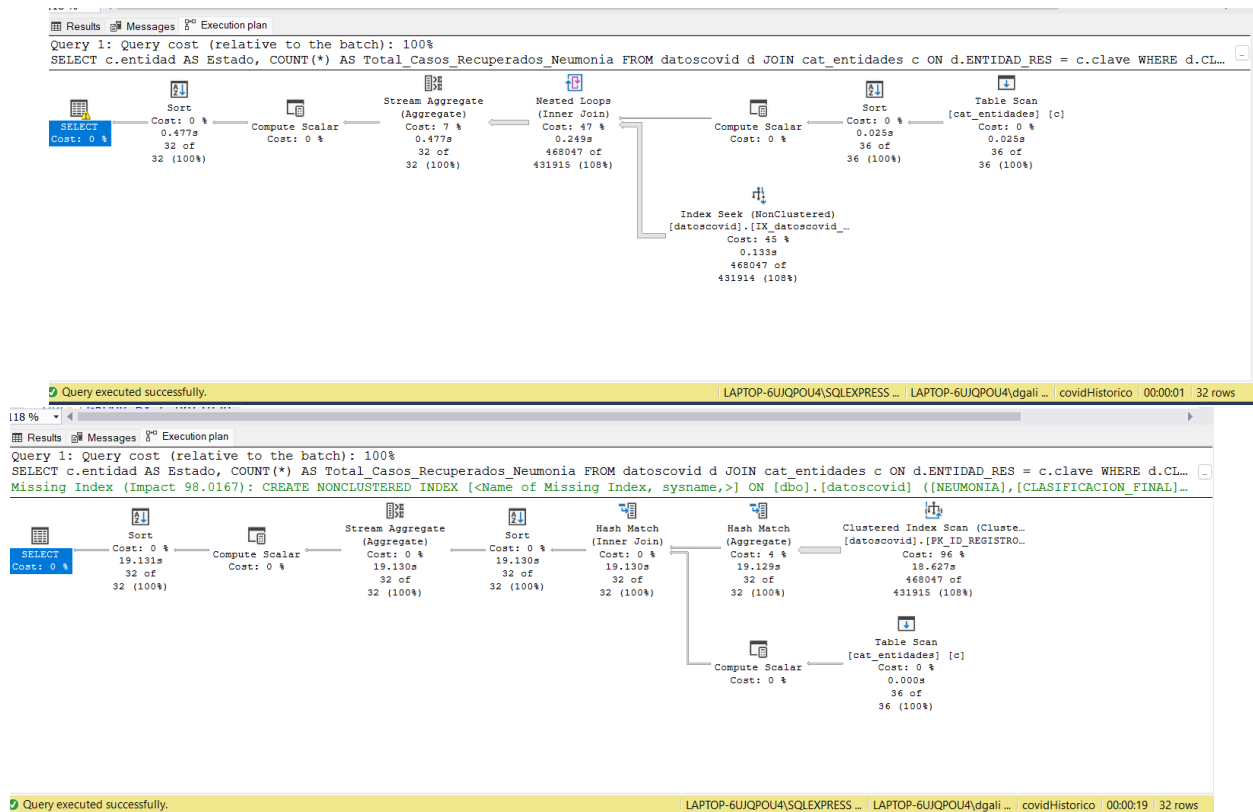 Results Messages Execution plan
Query 1: Query cost (relative to the batch): 100%
SELECT c.entidad AS Estado, COUNT(*) AS Total_Casos_Recuperados_Neumonia FROM datoscovid d JOIN cat_entidades c ON d.ENTIDAD_RES = c.clave WHERE d.CL…
SELECT
Cost: 0 %
Sort
Cost: 0 %
0.477s
32 of
32 (100%)
Compute Scalar
Cost: 0 %
Stream Aggregate
(Aggregate)
Cost: 7 %
0.477s
32 of
32 (100%)
Nested Loops
(Inner Join)
Cost: 47 %
0.249s
468047 of
431915 (108%)
Compute Scalar
Cost: 0 %
Sort
Cost: 0 %
0.025s
36 of
36 (100%)
Table Scan
[cat_entidades] [c]
Cost: 0 %
0.025s
36 of
36 (100%)
Index Seek (NonClustered)
[datoscovid].[IX_datoscovid_…
Cost: 45 %
0.133s
468047 of
431914 (108%)
Query executed successfully.
LAPTOP-6UJQPOU4\SQLEXPRESS ... LAPTOP-6UJQPOU4\dgali ... covidHistorico 00:00:01 32 rows
118 %
Results Messages Execution plan
Query 1: Query cost (relative to the batch): 100%
SELECT c.entidad AS Estado, COUNT(*) AS Total_Casos_Recuperados_Neumonia FROM datoscovid d JOIN cat_entidades c ON d.ENTIDAD_RES = c.clave WHERE d.CL…
Missing Index (Impact 98.0167): CREATE NONCLUSTERED INDEX [<Name of Missing Index, sysname,>] ON [dbo].[datoscovid] ([NEUMONIA],[CLASIFICACION_FINAL]…
SELECT
Cost: 0 %
Sort
Cost: 0 %
19.131s
32 of
32 (100%)
Compute Scalar
Cost: 0 %
Stream Aggregate
(Aggregate)
Cost: 0 %
19.130s
32 of
32 (100%)
Sort
Cost: 0 %
19.130s
32 of
32 (100%)
Hash Match
(Inner Join)
Cost: 0 %
19.130s
32 of
32 (100%)
Hash Match
(Aggregate)
Cost: 4 %
19.129s
32 of
32 (100%)
Clustered Index Scan (Cluste…
[datoscovid].[PK_ID_REGISTRO…
Cost: 96 %
18.627s
468047 of
431915 (108%)
Compute Scalar
Cost: 0 %
Table Scan
[cat_entidades] [c]
Cost: 0 %
0.000s
36 of
36 (100%)
Query executed successfully.
LAPTOP-6UJQPOU4\SQLEXPRESS ... LAPTOP-6UJQPOU4\dgali ... covidHistorico 00:00:19 32 rows